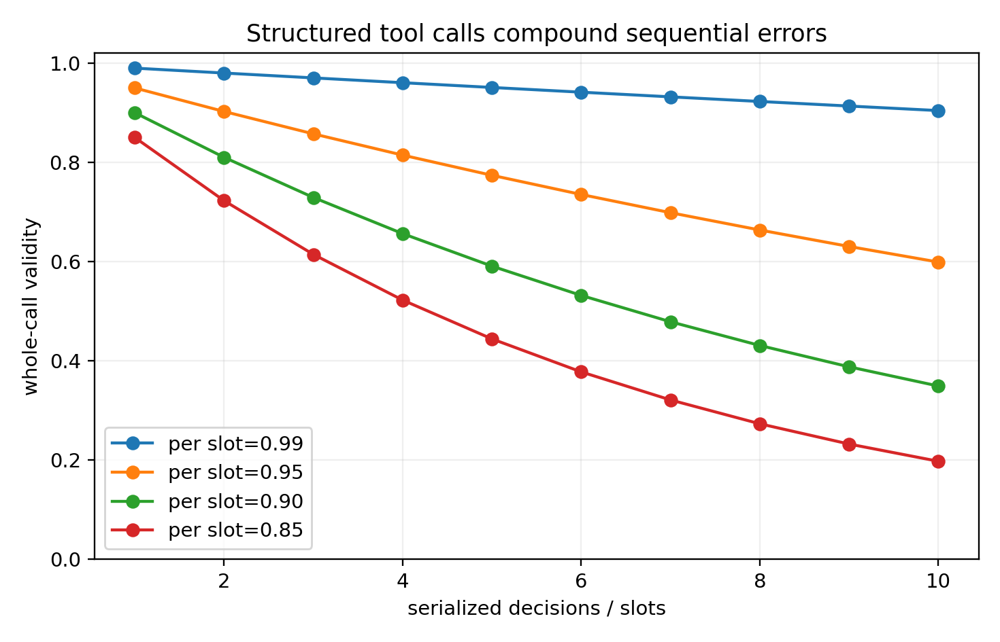 Structured tool calls compound sequential errors
whole-call validity
1.0
0.8
0.6
0.4
0.2
0.0
per slot=0.99
per slot=0.95
per slot=0.90
per slot=0.85
2
4
6
8
10
serialized decisions / slots